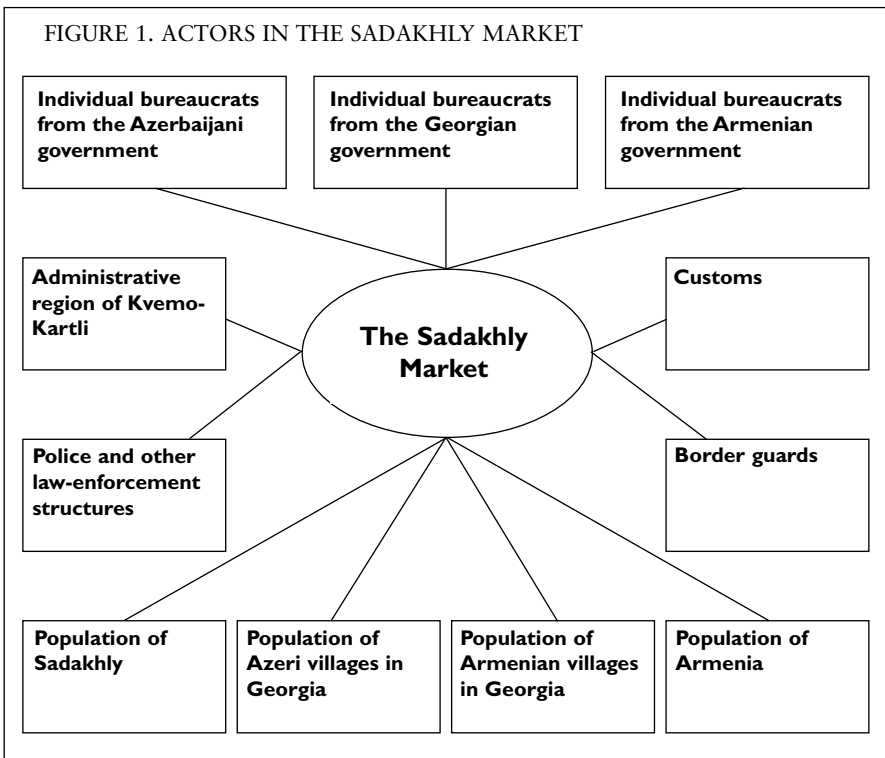 FIGURE 1. ACTORS IN THE SADAKHLY MARKET
Individual bureaucrats
from the Azerbaijani
government
Individual bureaucrats
from the Georgian
government
Individual bureaucrats
from the Armenian
government
Administrative
region of Kvemo-
Kartli
Customs
The Sadakhly
Market
Police and other
law-enforcement
structures
Border guards
Population of
Sadakhly
Population of
Azeri villages in
Georgia
Population of
Armenian villages
in Georgia
Population of
Armenia